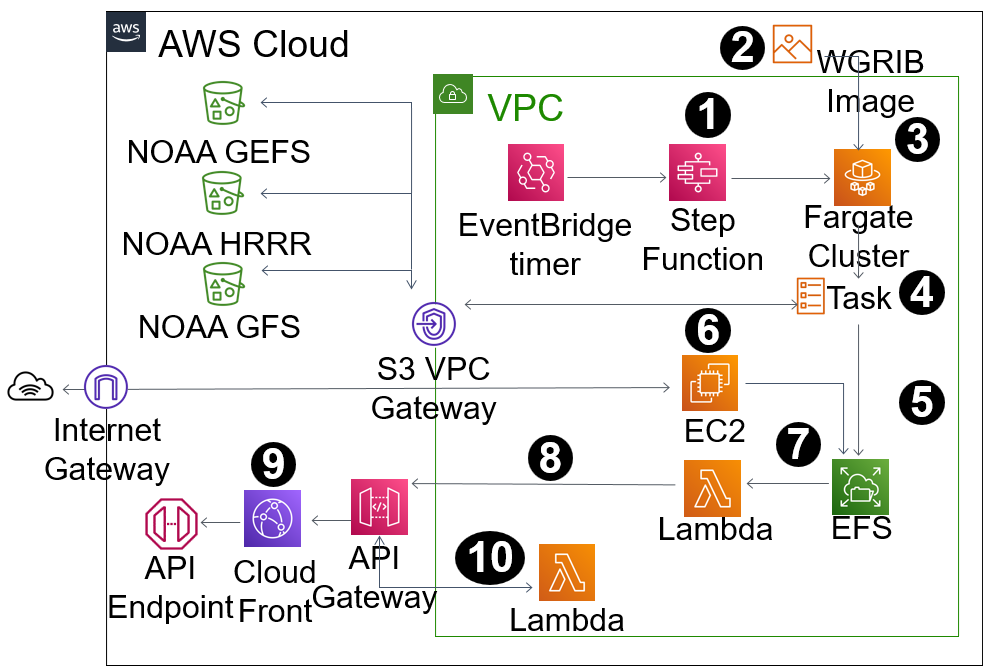 aws
AWS Cloud
2
WGRIB
Image
VPC
1
3
NOAA GEFS
EventBridge
timer
Step
Function
Fargate
Cluster
NOAA HRRR
Task
4
NOAA GFS
6
S3 VPC
Gateway
EC2
5
Internet
Gateway
7
8
9
Lambda
EFS
API
Endpoint
Cloud
Front
API
Gateway
10
Lambda